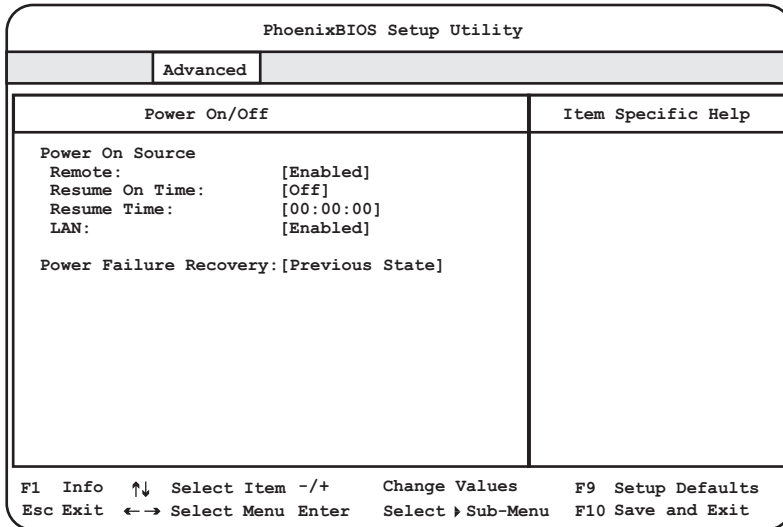 PhoenixBIOS Setup Utility
Advanced
Power On/Off
Item Specific Help
Power On Source
Remote: [Enabled]
Resume On Time: [Off]
Resume Time: [00:00:00]
LAN: [Enabled]
Power Failure Recovery:[Previous State]
F1 Info ↑↓ Select Item -/+ Change Values F9 Setup Defaults
Esc Exit ←→ Select Menu Enter Select ▶ Sub-Menu F10 Save and Exit